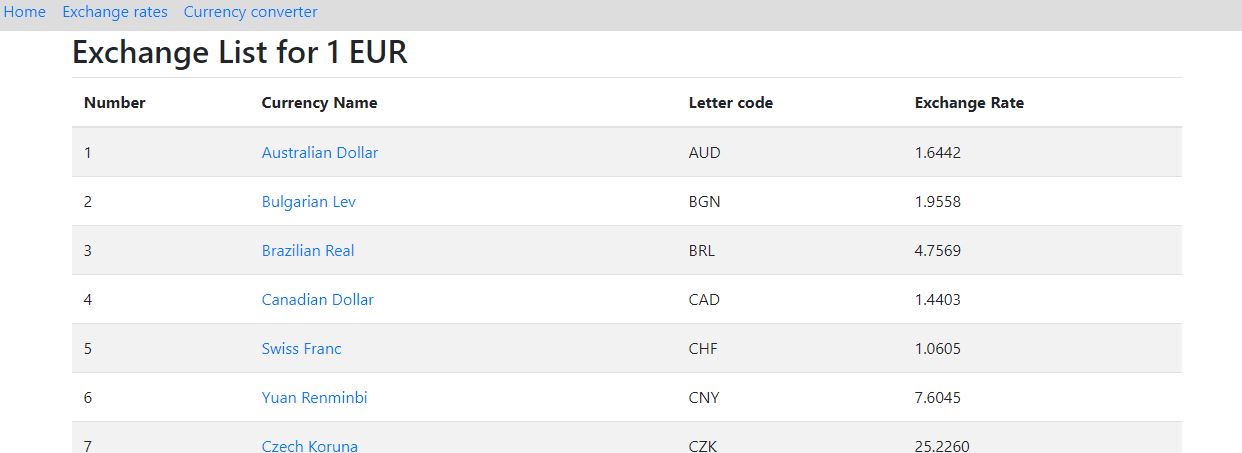 Home Exchange rates Currency converter
Exchange List for 1 EUR
Number Currency Name Letter code Exchange Rate
1 Australian Dollar AUD 1.6442
2 Bulgarian Lev BGN 1.9558
3 Brazilian Real BRL 4.7569
4 Canadian Dollar CAD 1.4403
5 Swiss Franc CHF 1.0605
6 Yuan Renminbi CNY 7.6045
7 Czech Koruna CZK 25.2260